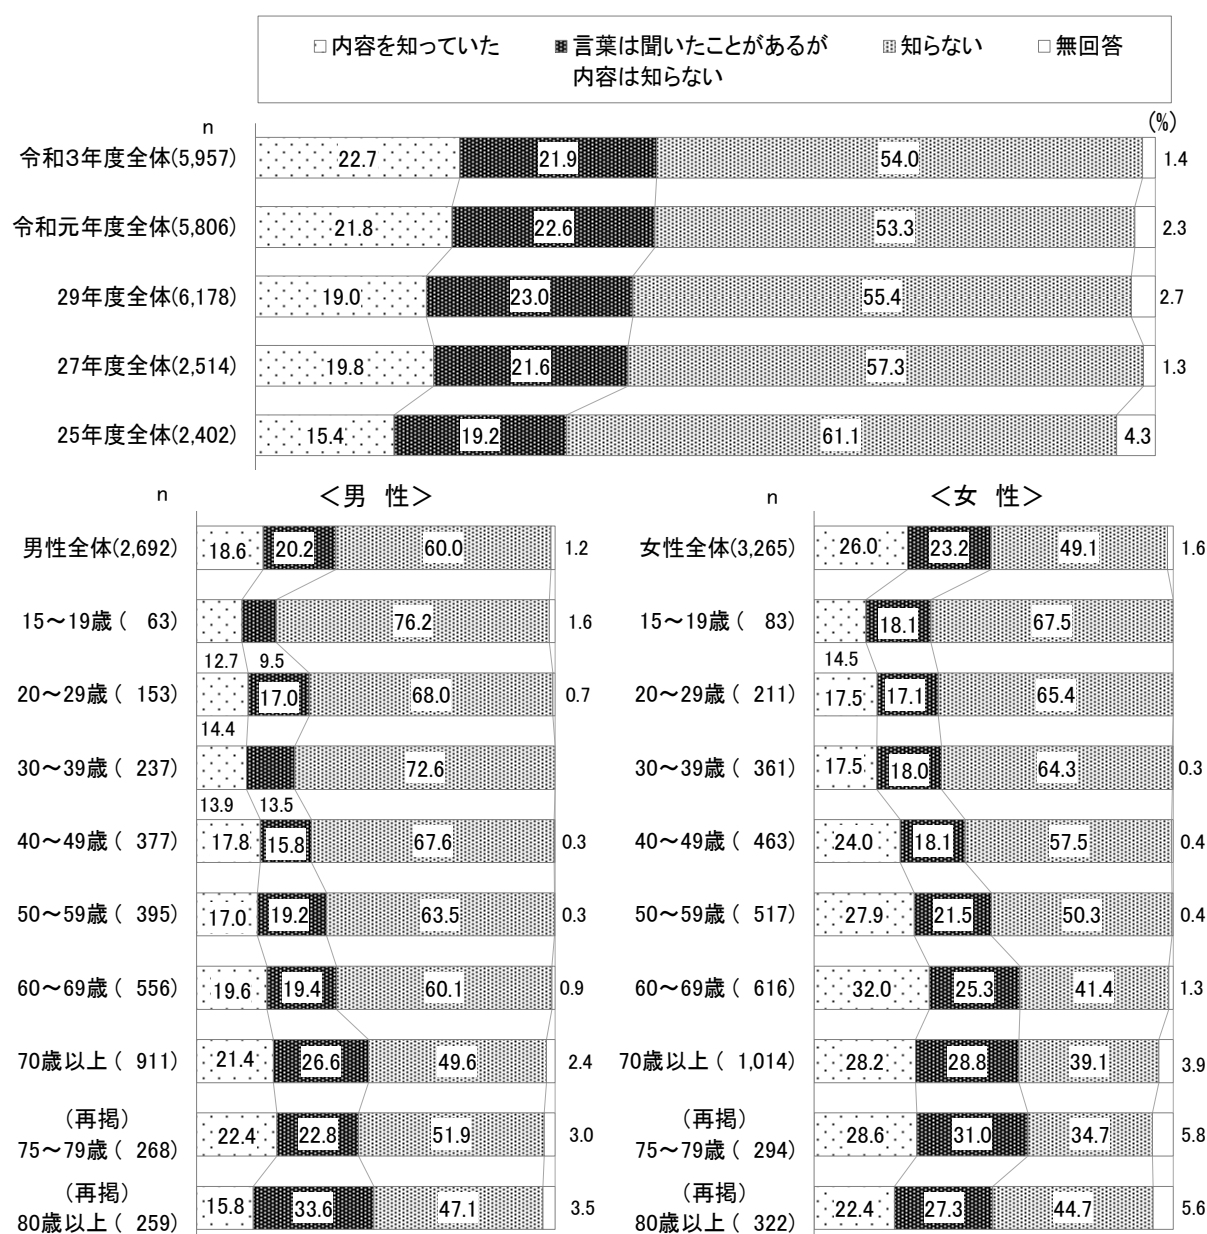 内容を知っていた 言葉は聞いたことがあるが 知らない 無回答
内容は知らない
(%)
n
令和3年度全体(5,957) 22.7 21.9 54.0 1.4
令和元年度全体(5,806) 21.8 22.6 53.3 2.3
29年度全体(6,178) 19.0 23.0 55.4 2.7
27年度全体(2,514) 19.8 21.6 57.3 1.3
25年度全体(2,402) 15.4 19.2 61.1 4.3
n <男 性>
男性全体(2,692) 18.6 20.2 60.0 1.2
15~19歳( 63) 76.2 1.6
12.7 9.5
20~29歳( 153) 17.0 68.0 0.7
14.4
30~39歳( 237) 72.6
13.9 13.5
40~49歳( 377) 17.8 15.8 67.6 0.3
50~59歳( 395) 17.0 19.2 63.5 0.3
60~69歳( 556) 19.6 19.4 60.1 0.9
70歳以上( 911) 21.4 26.6 49.6 2.4
(再掲)
75~79歳( 268) 22.4 22.8 51.9 3.0
(再掲)
80歳以上( 259) 15.8 33.6 47.1 3.5
n <女 性>
女性全体(3,265) 26.0 23.2 49.1 1.6
15~19歳( 83) 18.1 67.5
14.5
20~29歳( 211) 17.5 17.1 65.4
30~39歳( 361) 17.5 18.0 64.3 0.3
40~49歳( 463) 24.0 18.1 57.5 0.4
50~59歳( 517) 27.9 21.5 50.3 0.4
60~69歳( 616) 32.0 25.3 41.4 1.3
70歳以上( 1,014) 28.2 28.8 39.1 3.9
(再掲)
75~79歳( 294) 28.6 31.0 34.7 5.8
(再掲)
80歳以上( 322) 22.4 27.3 44.7 5.6